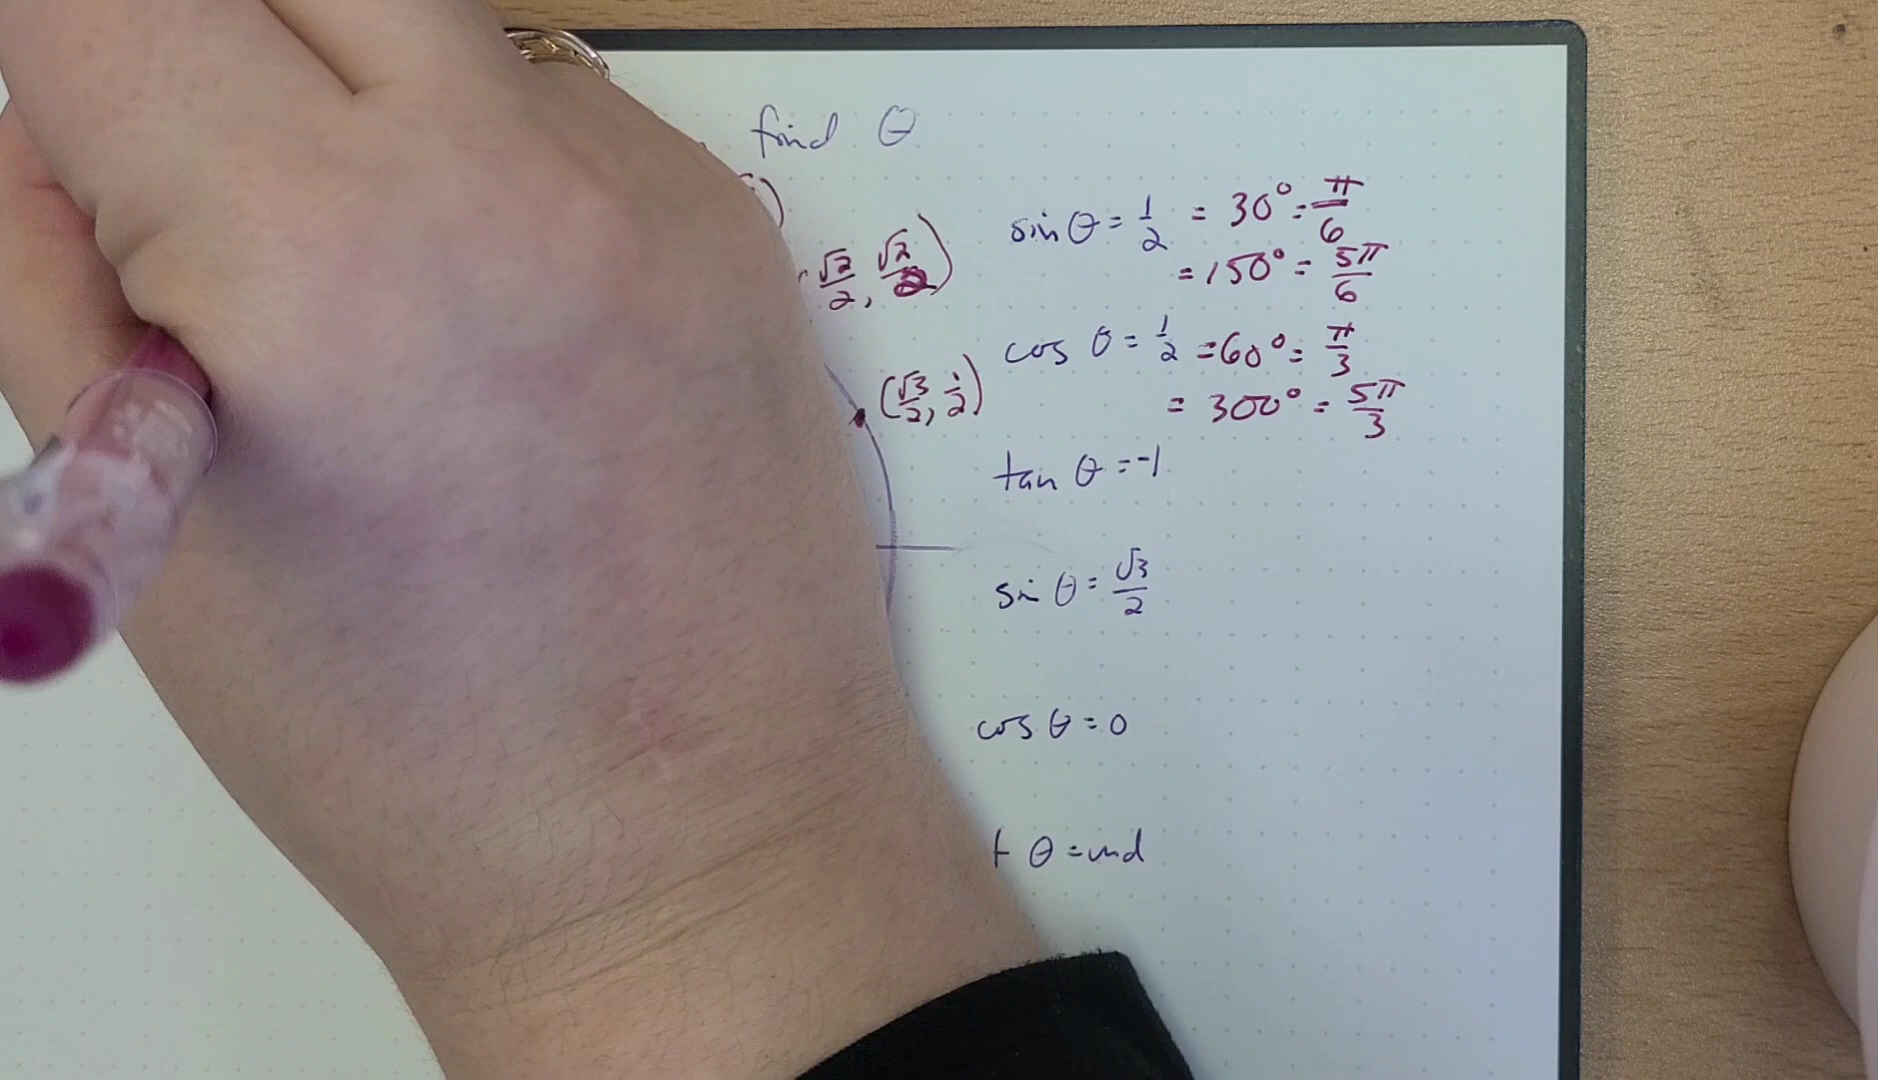 find θ
sin θ = 1/2 = 30° = π/6
= 150° = 5π/6
(√2/2, √2/2)
cos θ = 1/2 = 60° = π/3
(√3/2, 1/2)
= 300° = 5π/3
tan θ = -1
sin θ = √3/2
cos θ = 0
t θ = und